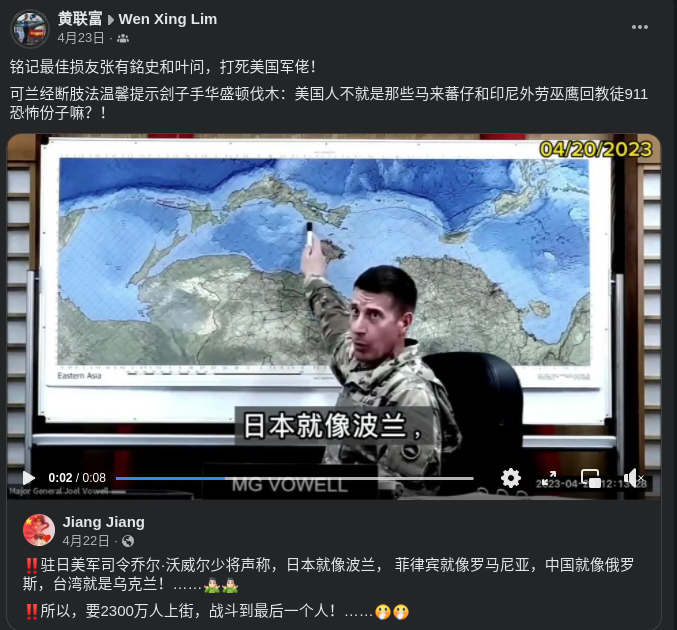 黄联富 ▸ Wen Xing Lim
4月23日 ·
铭记最佳损友张有銘史和叶问，打死美国军佬！
可兰经断肢法温馨提示刽子手华盛顿伐木：美国人不就是那些马来蕃仔和印尼外劳巫鹰回教徒911
恐怖份子嘛？！
04/20/2023
Eastern Asia
日本就像波兰，
0:02 / 0:08
MG VOWELL
Major General Joel Vowell
Jiang Jiang
4月22日 ·
‼️驻日美军司令乔尔·沃威尔少将声称，日本就像波兰， 菲律宾就像罗马尼亚，中国就像俄罗
斯，台湾就是乌克兰！……
‼️所以，要2300万人上街，战斗到最后一个人！……